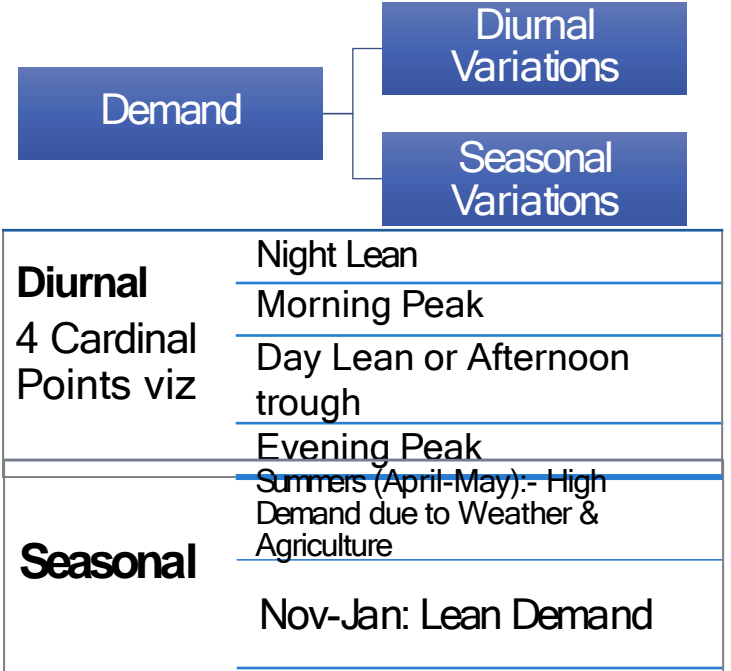 Diurnal
Variations
Demand
Seasonal
Variations
Diurnal
4 Cardinal
Points viz
Night Lean
Morning Peak
Day Lean or Afternoon
trough
Evening Peak
Seasonal
Summers (April-May):- High
Demand due to Weather &
Agriculture
Nov-Jan: Lean Demand